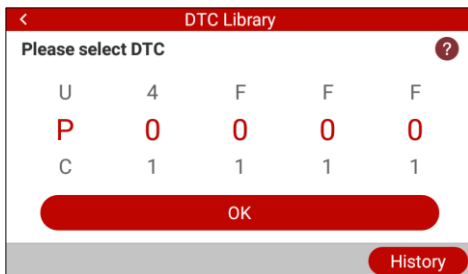 < DTC Library
Please select DTC ?
U 4 F F F
P 0 0 0 0
C 1 1 1 1
OK
History